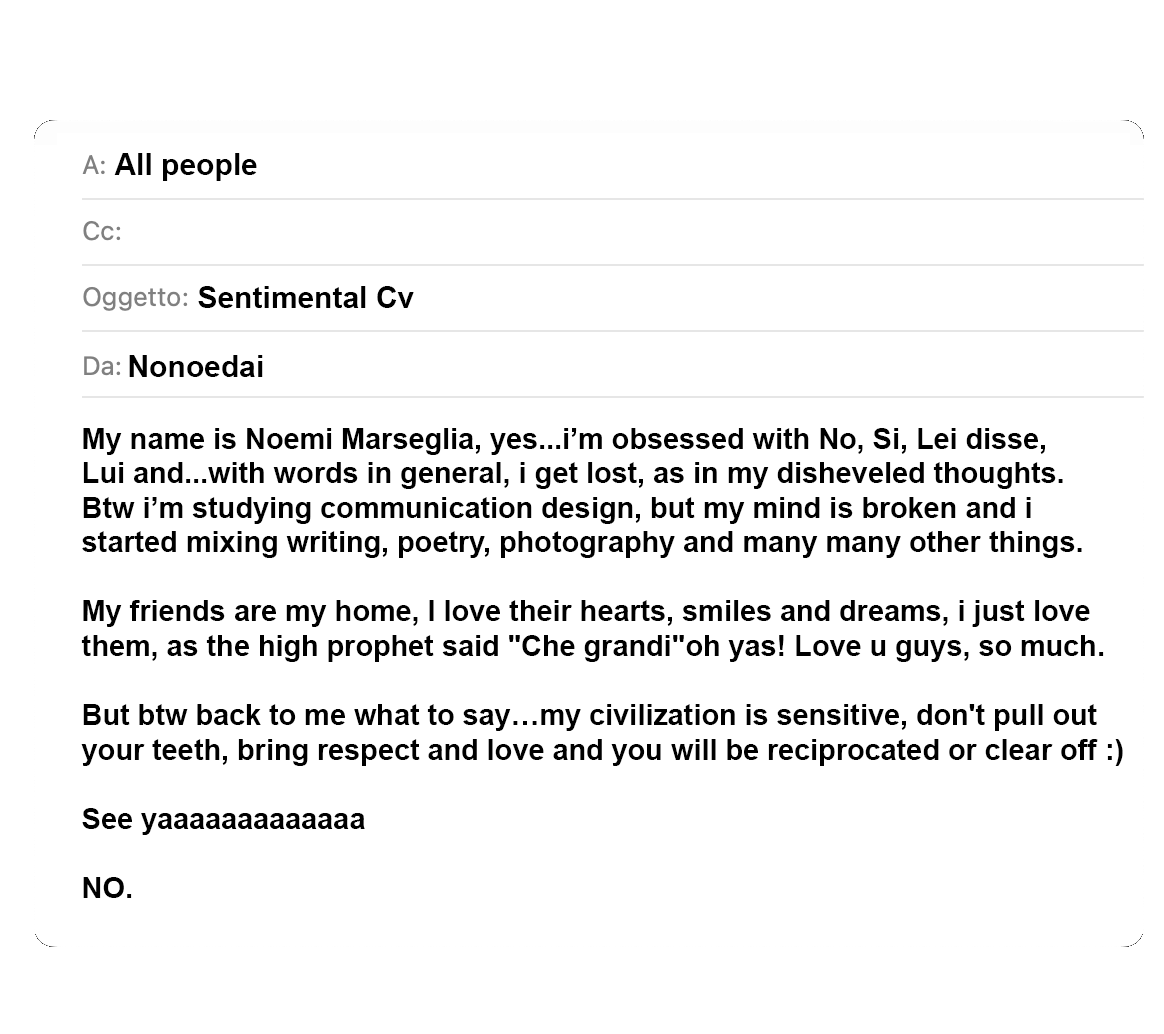 A: All people
Cc:
Oggetto: Sentimental Cv
Da: Nonoedai
My name is Noemi Marseglia, yes...i’m obsessed with No, Si, Lei disse,
Lui and...with words in general, i get lost, as in my disheveled thoughts.
Btw i’m studying communication design, but my mind is broken and i
started mixing writing, poetry, photography and many many other things.
My friends are my home, I love their hearts, smiles and dreams, i just love
them, as the high prophet said "Che grandi"oh yas! Love u guys, so much.
But btw back to me what to say…my civilization is sensitive, don't pull out
your teeth, bring respect and love and you will be reciprocated or clear off :)
See yaaaaaaaaaaaaa
NO.